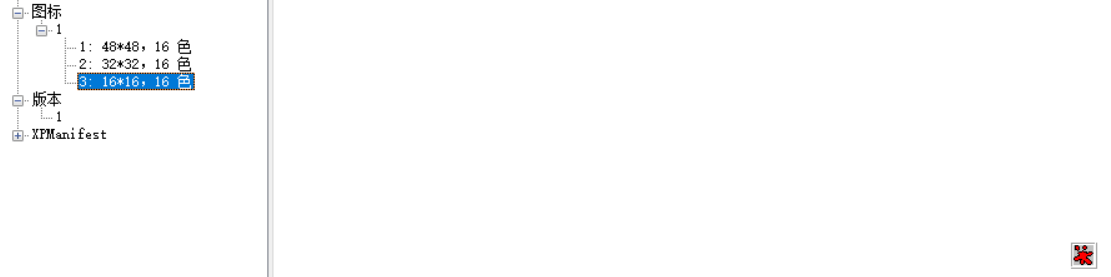 图标
1
1: 48*48，16 色
2: 32*32，16 色
3: 16*16，16 色
版本
1
XPManifest